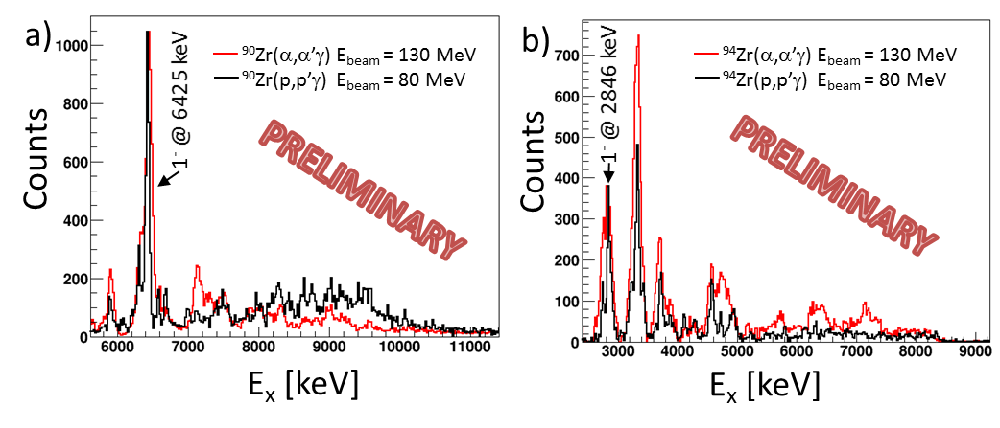 a)
⁹⁰Zr(α,α’γ) E_beam = 130 MeV
⁹⁰Zr(p,p’γ) E_beam = 80 MeV
1⁻ @ 6425 keV
PRELIMINARY
Counts
1000
800
600
400
200
0
6000 7000 8000 9000 10000 11000
Eₓ [keV]
b)
⁹⁴Zr(α,α’γ) E_beam = 130 MeV
⁹⁴Zr(p,p’γ) E_beam = 80 MeV
1⁻ @ 2846 keV
PRELIMINARY
Counts
700
600
500
400
300
200
100
0
3000 4000 5000 6000 7000 8000 9000
Eₓ [keV]